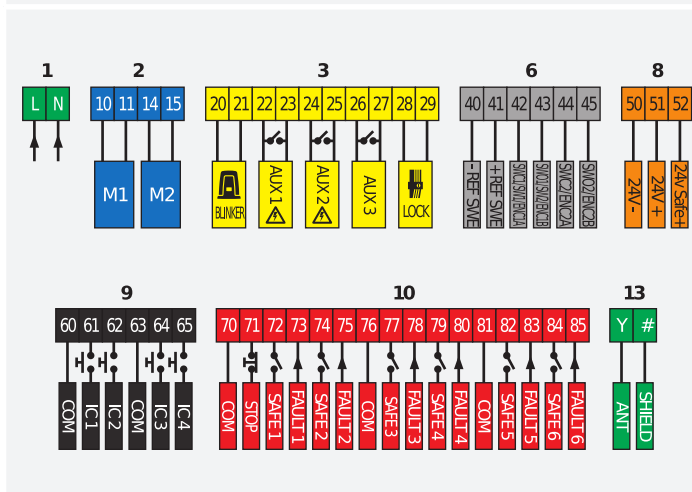 1 2 3 6 8
L N 10 11 14 15 20 21 22 23 24 25 26 27 28 29 40 41 42 43 44 45 50 51 52
M1 M2 BLINKER AUX 1 AUX 2 AUX 3 LOCK - REF SWE +REF SWE SWC1/SW1/ENC1A SWO1/SW2/ENC1B SWC2/ENC2A SWO2/ENC2B 24V - 24V + 24v Safe+
9 10 13
60 61 62 63 64 65 70 71 72 73 74 75 76 77 78 79 80 81 82 83 84 85 Y #
COM IC 1 IC 2 COM IC 3 IC 4 COM STOP SAFE 1 FAULT 1 SAFE 2 FAULT 2 COM SAFE 3 FAULT 3 SAFE 4 FAULT 4 COM SAFE 5 FAULT 5 SAFE 6 FAULT 6 ANT SHIELD